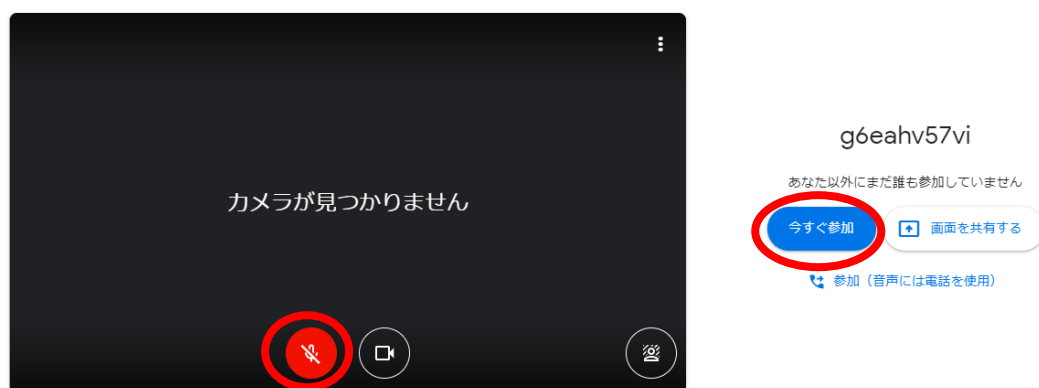 カメラが見つかりません
g6eahv57vi
あなた以外にまだ誰も参加していません
今すぐ参加
画面を共有する
参加（音声には電話を使用）